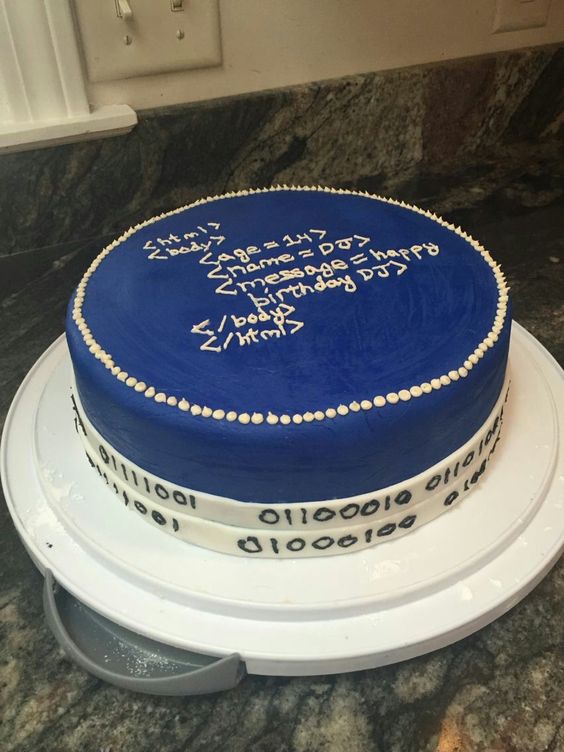 <html>
<body>
<age = 14>
<name = DJ>
<message = happy
birthday DJ>
</body>
</html>
01111001 01100010
01000100